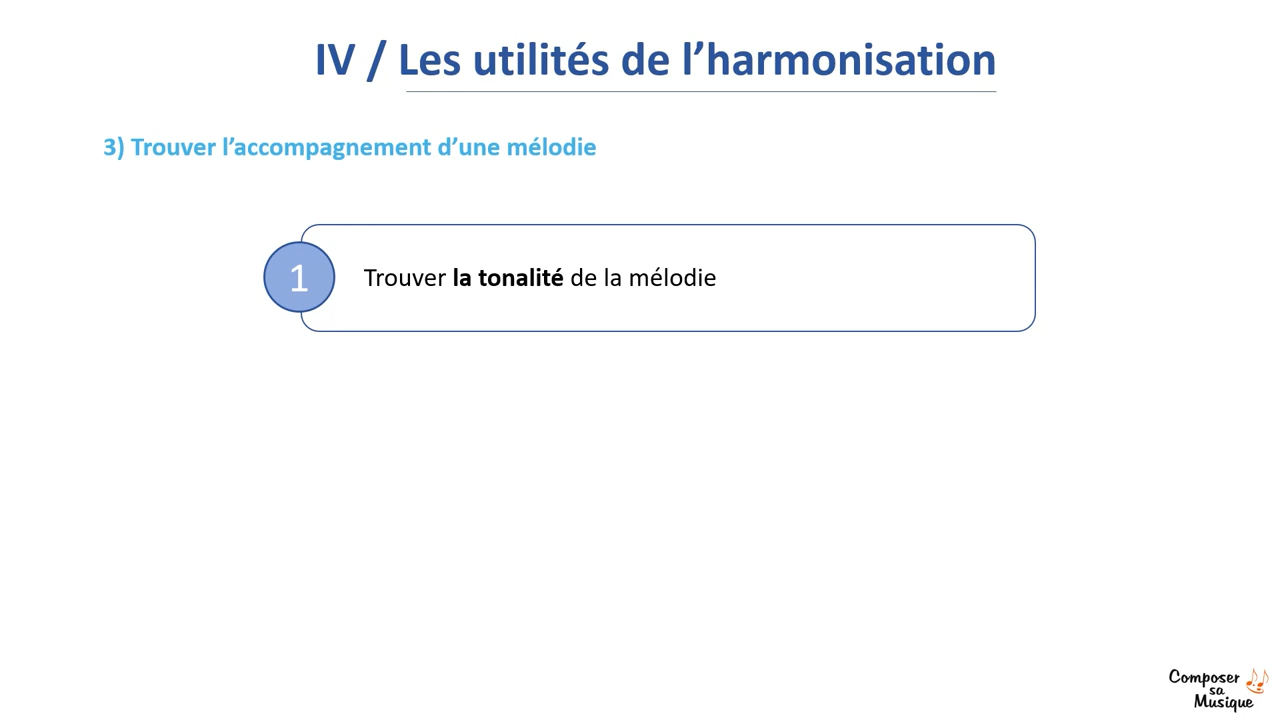 IV / Les utilités de l’harmonisation
3) Trouver l’accompagnement d’une mélodie
1
Trouver la tonalité de la mélodie
Composer
sa
Musique